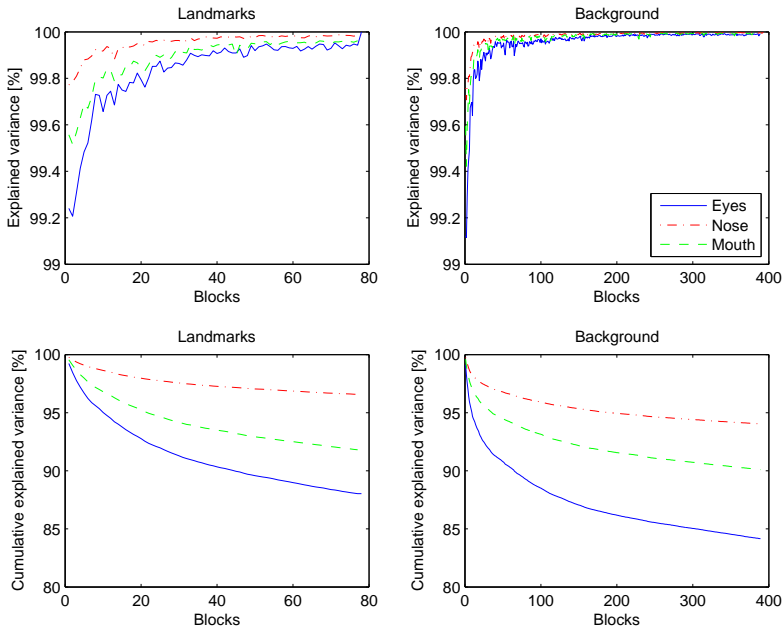 Landmarks
Explained variance [%]
100
99.8
99.6
99.4
99.2
99
0
20
40
60
80
Blocks
Background
Explained variance [%]
100
99.8
99.6
99.4
99.2
99
0
100
200
300
400
Blocks
Eyes
Nose
Mouth
Landmarks
Cumulative explained variance [%]
100
95
90
85
80
0
20
40
60
80
Blocks
Background
Cumulative explained variance [%]
100
95
90
85
80
0
100
200
300
400
Blocks